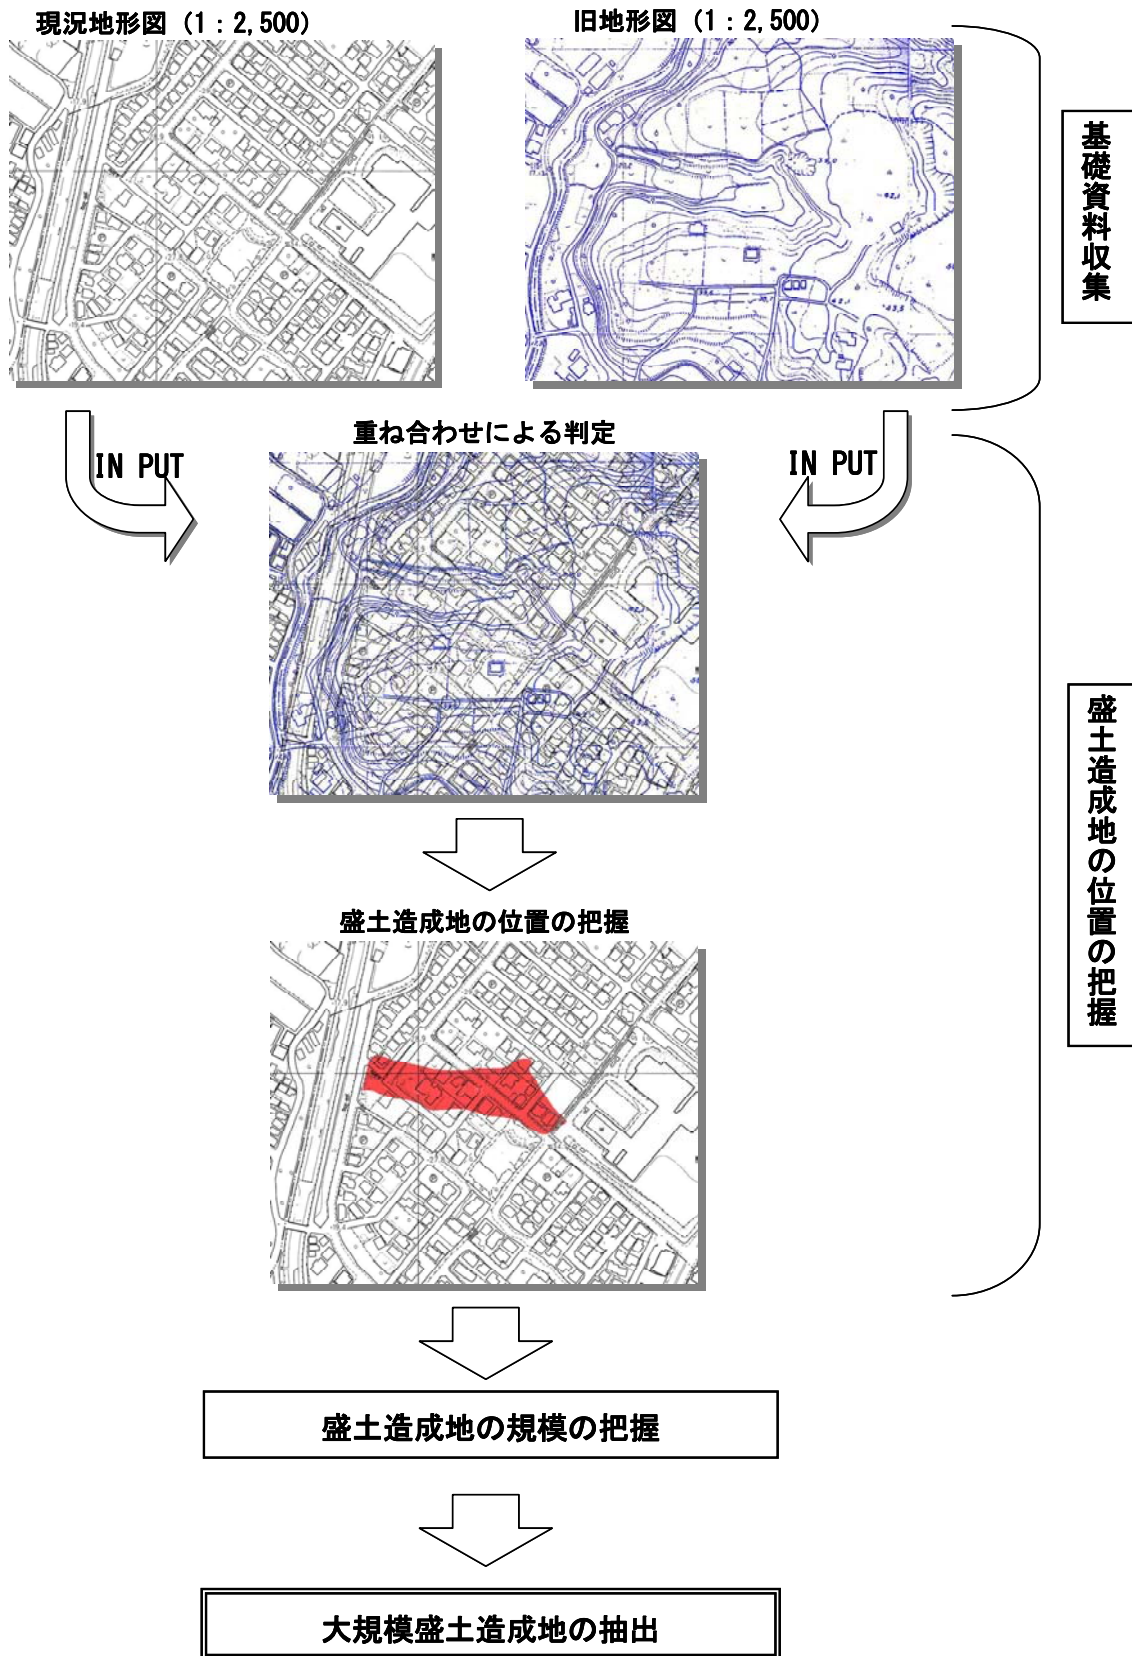 現況地形図（1：2,500）
旧地形図（1：2,500）
基礎資料収集
IN PUT
重ね合わせによる判定
IN PUT
盛土造成地の位置の把握
盛土造成地の位置の把握
盛土造成地の規模の把握
大規模盛土造成地の抽出